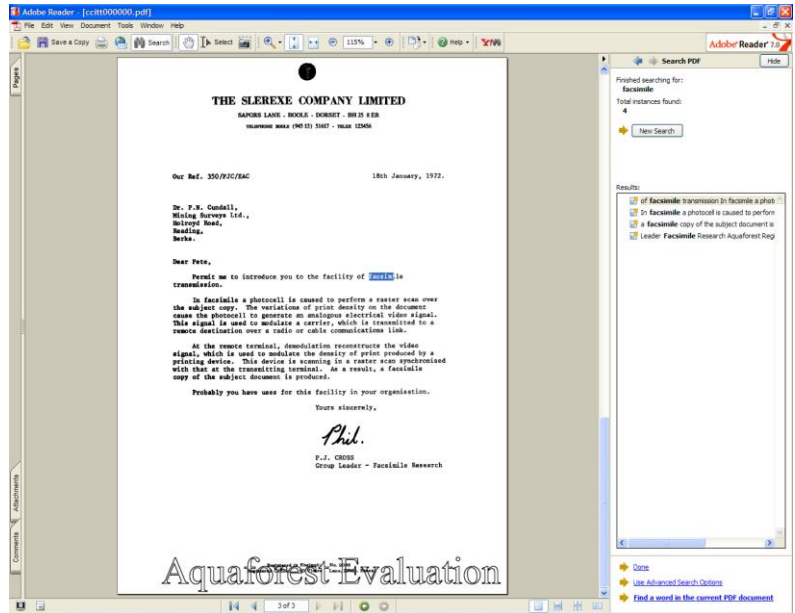 Adobe Reader - [ccitt000000.pdf]
File Edit View Document Tools Window Help
Save a Copy Search Select 115% Help Y!
Adobe Reader 7.0
Pages
Search PDF
Hide
Finished searching for:
facsimile
Total instances found:
4
New Search
Results:
of facsimile transmission In facsimile a phot
In facsimile a photocell is caused to perform
a facsimile copy of the subject document is
Leader Facsimile Research Aquaforest Regi
THE SLEREXE COMPANY LIMITED
SAPORS LANE - BOOLE - DORSET - BH 25 8 ER
TELEPHONE BOOLE (945 13) 51617 - TELEX 123456
Our Ref. 350/PJC/EAC 18th January, 1972.
Dr. P.N. Cundall,
Mining Surveys Ltd.,
Holroyd Road,
Reading,
Berks.
Dear Pete,
Permit me to introduce you to the facility of facsimile
transmission.
In facsimile a photocell is caused to perform a raster scan over
the subject copy. The variations of print density on the document
cause the photocell to generate an analogous electrical video signal.
This signal is used to modulate a carrier, which is transmitted to a
remote destination over a radio or cable communications link.
At the remote terminal, demodulation reconstructs the video
signal, which is used to modulate the density of print produced by a
printing device. This device is scanning in a raster scan synchronised
with that at the transmitting terminal. As a result, a facsimile
copy of the subject document is produced.
Probably you have uses for this facility in your organisation.
Yours sincerely,
Phil.
P.J. CROSS
Group Leader - Facsimile Research
Aquaforest Evaluation
Attachments
Comments
3 of 3
Done
Use Advanced Search Options
Find a word in the current PDF document